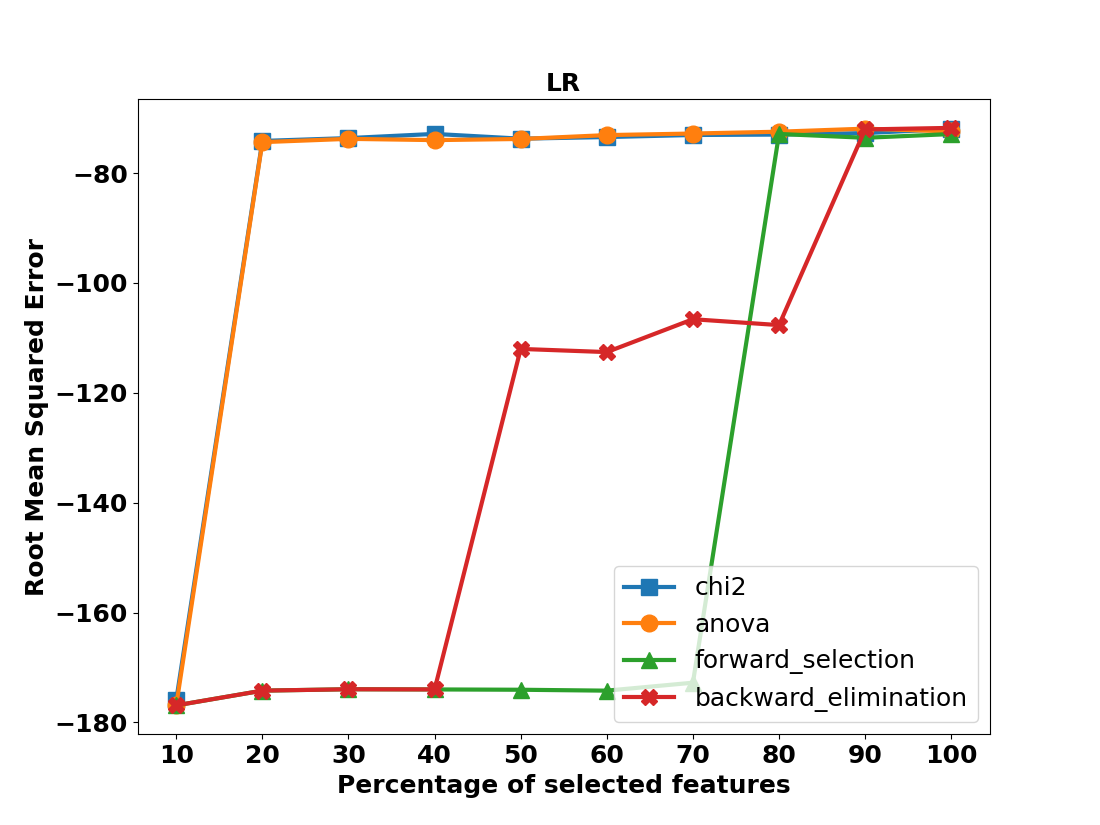 LR
Root Mean Squared Error
−80
−100
−120
−140
−160
−180
chi2
anova
forward_selection
backward_elimination
10 20 30 40 50 60 70 80 90 100
Percentage of selected features